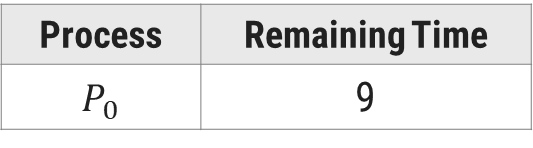 Process Remaining Time
P₀ 9